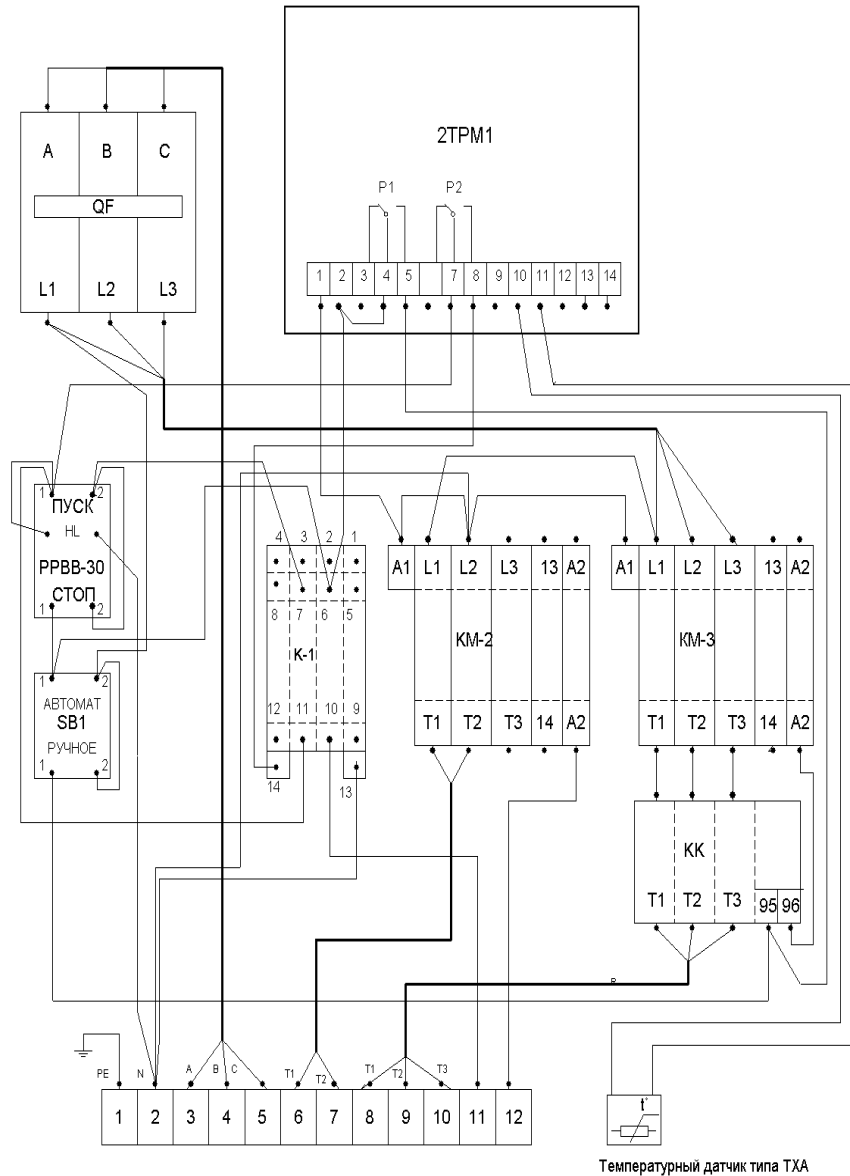 2ТРМ1
P1 P2
1 2 3 4 5 7 8 9 10 11 12 13 14
A B C
QF
L1 L2 L3
1 2
ПУСК
HL
РРВВ-30
СТОП
1 2
1 2
АВТОМАТ
SB1
РУЧНОЕ
1 2
4 3 2 1
8 7 6 5
К-1
12 11 10 9
14 13
A1 L1 L2 L3 13 A2
КМ-2
T1 T2 T3 14 A2
A1 L1 L2 L3 13 A2
КМ-3
T1 T2 T3 14 A2
КК
T1 T2 T3 95 96
PE N A B C T1 T2 T1 T2 T3
1 2 3 4 5 6 7 8 9 10 11 12
t°
Температурный датчик типа ТХА